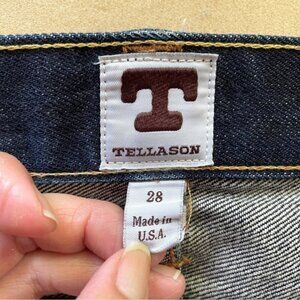 T
TELLASON
28
Made in
U.S.A.